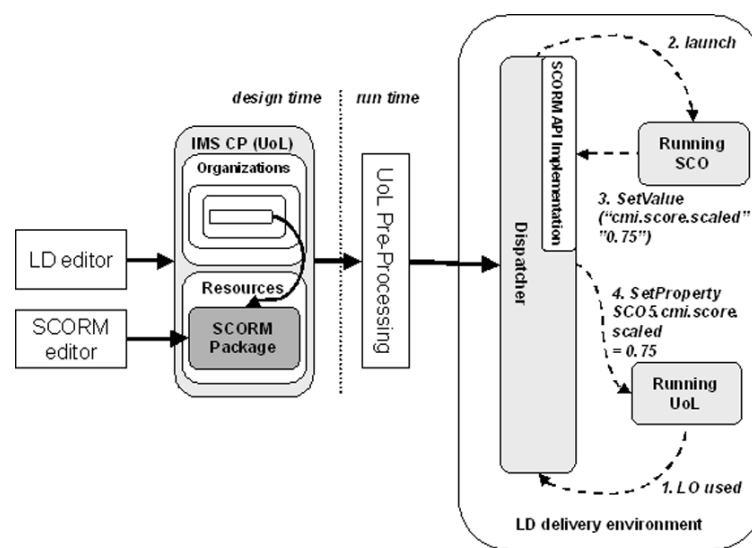 design time
run time
IMS CP (UoL)
Organizations
Resources
SCORM
Package
LD editor
SCORM
editor
UoL Pre-Processing
Dispatcher
SCORM API Implementation
2. launch
Running
SCO
3. SetValue
(“cmi.score.scaled”
”0.75”)
4. SetProperty
SCO5.cmi.score.
scaled
= 0.75
Running
UoL
1. LO used
LD delivery environment